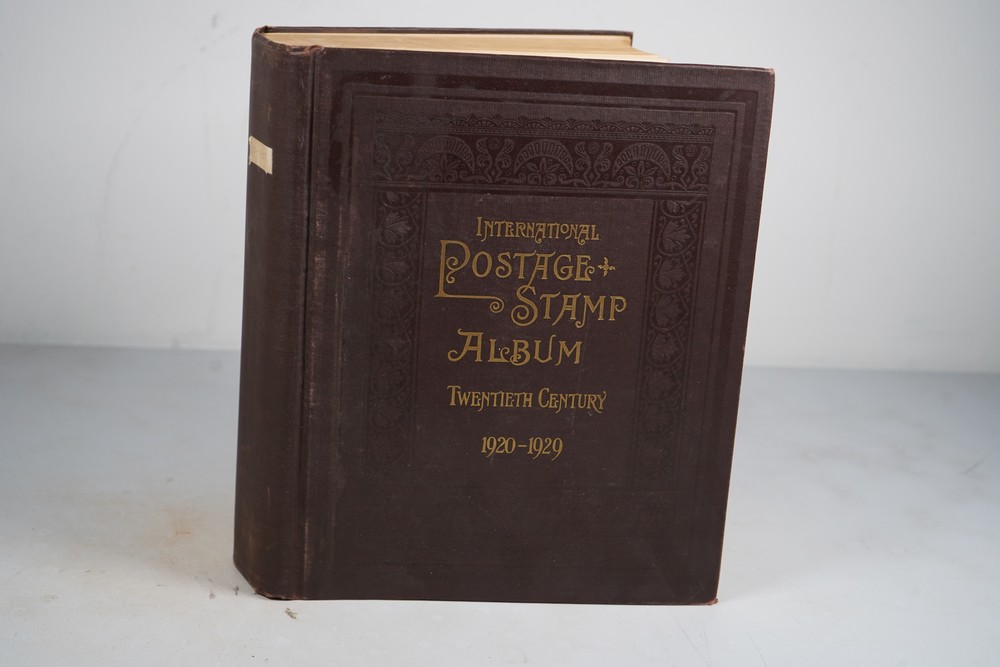 International
Postage
Stamp
Album
Twentieth Century
1920-1929